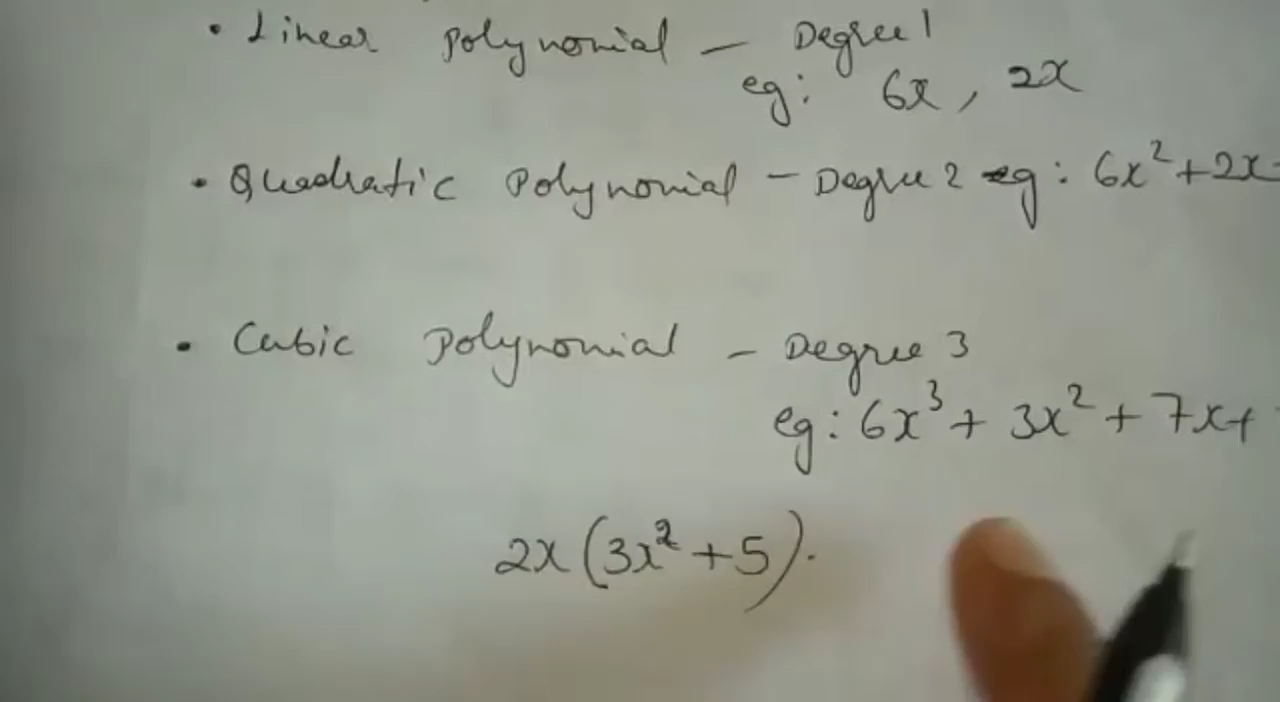 • Linear Polynomial – Degree 1
eg: 6x, 2x
• Quadratic Polynomial – Degree 2 eg: 6x² + 2x
• Cubic Polynomial – Degree 3
eg: 6x³ + 3x² + 7x +
2x(3x² + 5).